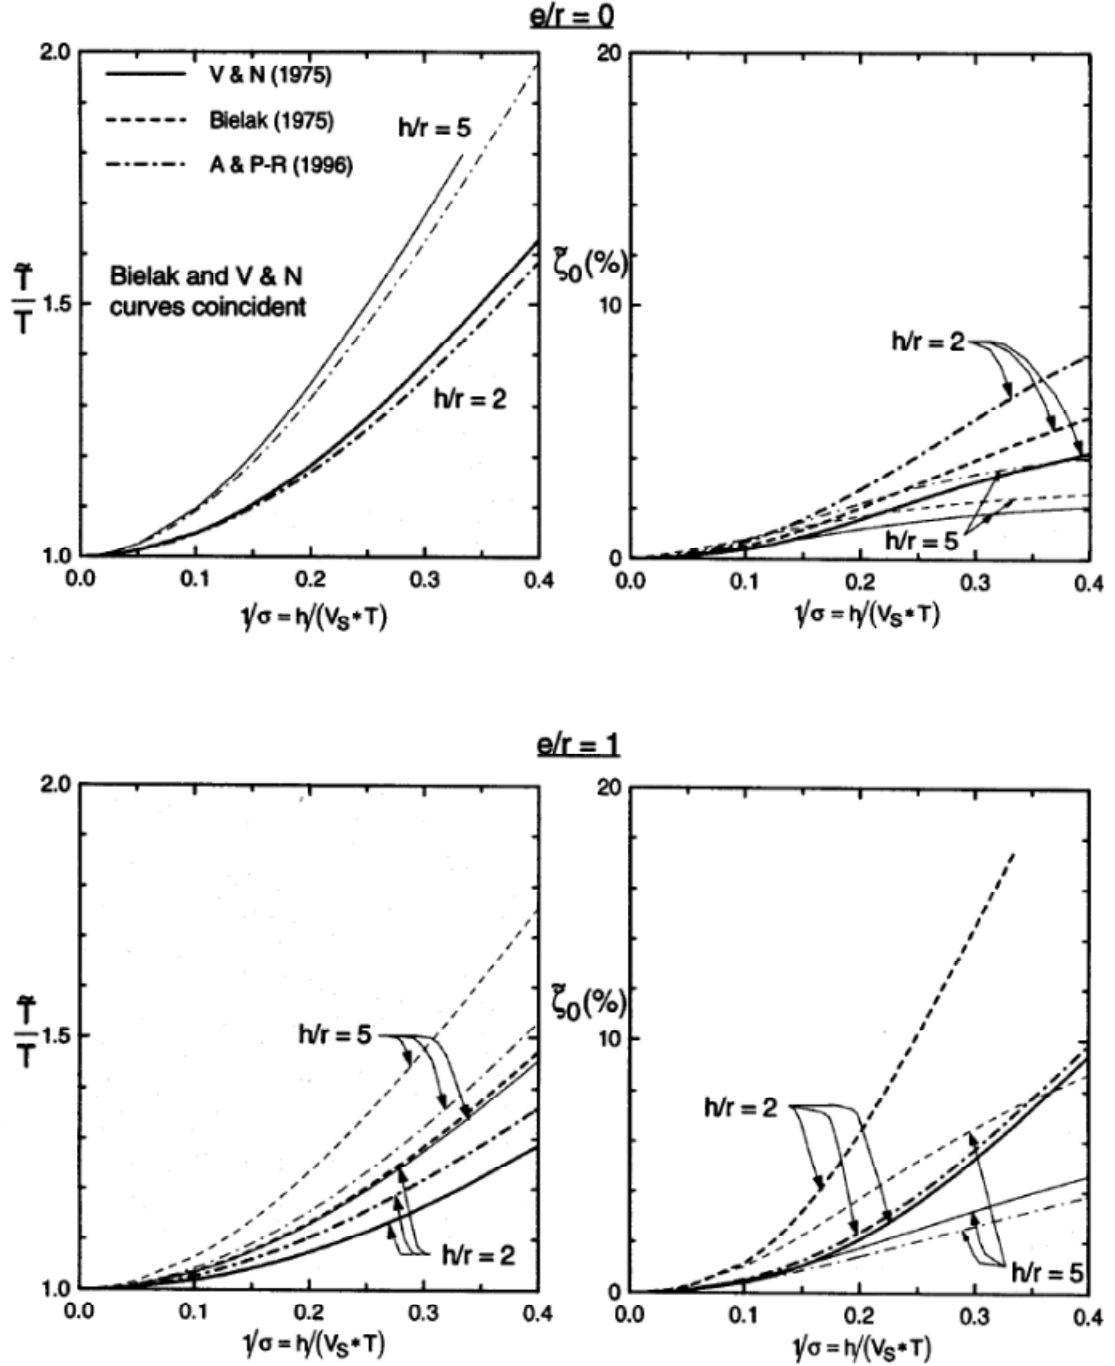 e/r = 0
2.0
V & N (1975)
Bielak (1975)
A & P-R (1996)
h/r = 5
T̃
T
1.5
Bielak and V & N
curves coincident
h/r = 2
1.0
0.0 0.1 0.2 0.3 0.4
1/σ = h/(VS*T)
20
ζ̃0(%)
10
h/r = 2
h/r = 5
0
0.0 0.1 0.2 0.3 0.4
1/σ = h/(VS*T)
e/r = 1
2.0
T̃
T
1.5
h/r = 5
h/r = 2
1.0
0.0 0.1 0.2 0.3 0.4
1/σ = h/(VS*T)
20
ζ̃0(%)
10
h/r = 2
h/r = 5
0
0.0 0.1 0.2 0.3 0.4
1/σ = h/(VS*T)